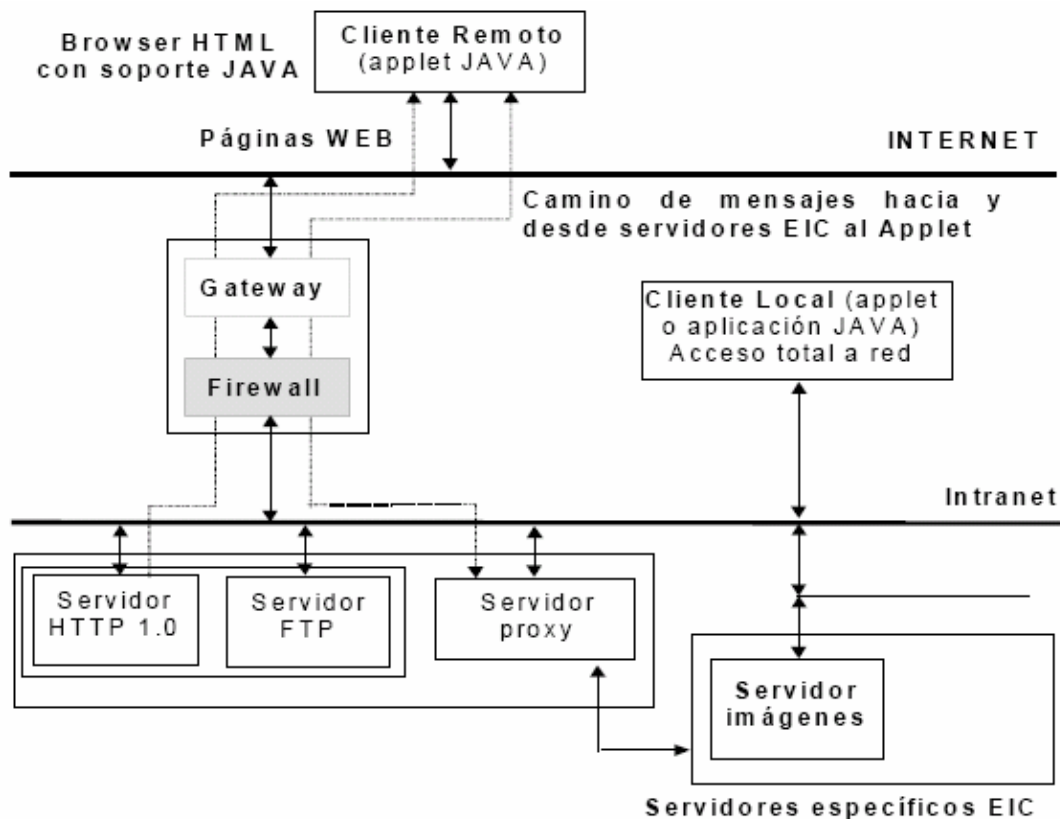 Browser HTML
con soporte JAVA
Cliente Remoto
(applet JAVA)
Páginas WEB
INTERNET
Camino de mensajes hacia y
desde servidores EIC al Applet
Gateway
Firewall
Cliente Local (applet
o aplicación JAVA)
Acceso total a red
Intranet
Servidor
HTTP 1.0
Servidor
FTP
Servidor
proxy
Servidor
imágenes
Servidores específicos EIC